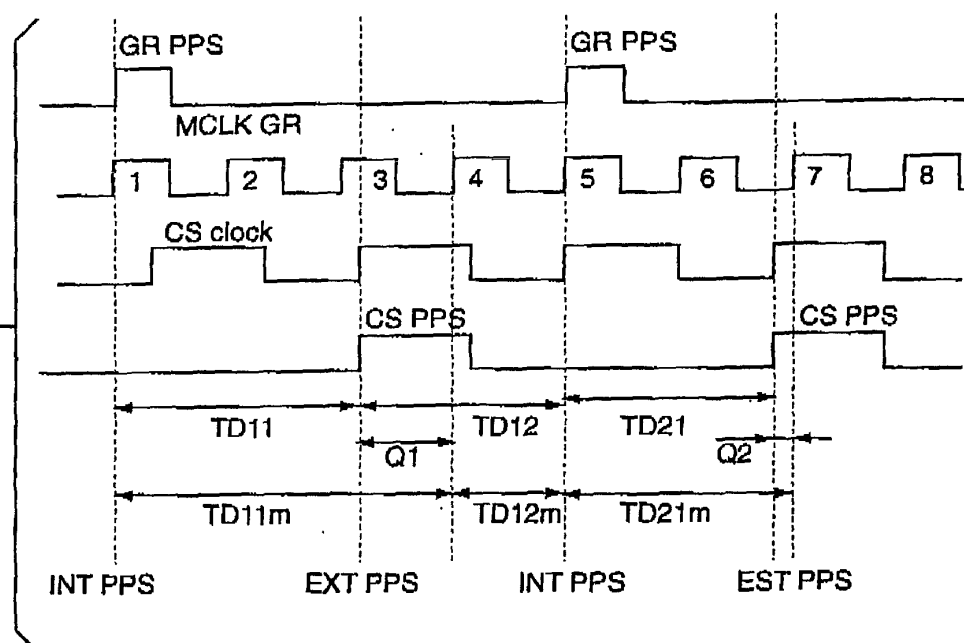 GR PPS GR PPS
MCLK GR
1 2 3 4 5 6 7 8
CS clock
CS PPS CS PPS
TD11 TD12 TD21
Q1 Q2
TD11m TD12m TD21m
INT PPS EXT PPS INT PPS EST PPS